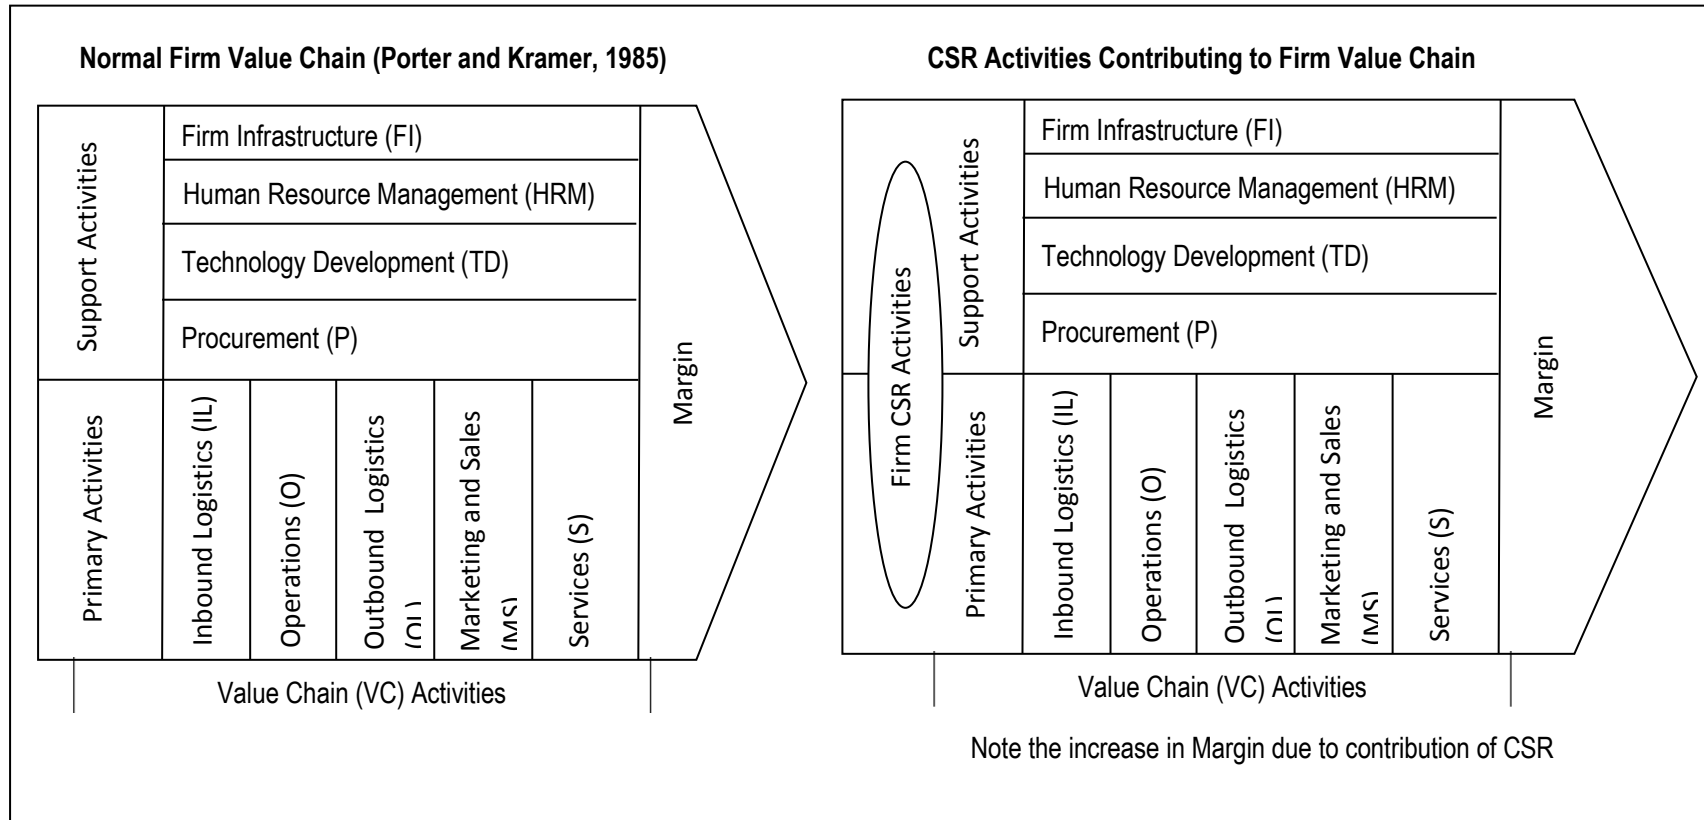 Normal Firm Value Chain (Porter and Kramer, 1985)
Support Activities
Firm Infrastructure (FI)
Human Resource Management (HRM)
Technology Development (TD)
Procurement (P)
Primary Activities
Inbound Logistics (IL)
Operations (O)
Outbound Logistics
(OL)
Marketing and Sales
(MS)
Services (S)
Margin
Value Chain (VC) Activities
CSR Activities Contributing to Firm Value Chain
Firm CSR Activities
Support Activities
Firm Infrastructure (FI)
Human Resource Management (HRM)
Technology Development (TD)
Procurement (P)
Primary Activities
Inbound Logistics (IL)
Operations (O)
Outbound Logistics
(OL)
Marketing and Sales
(MS)
Services (S)
Margin
Value Chain (VC) Activities
Note the increase in Margin due to contribution of CSR